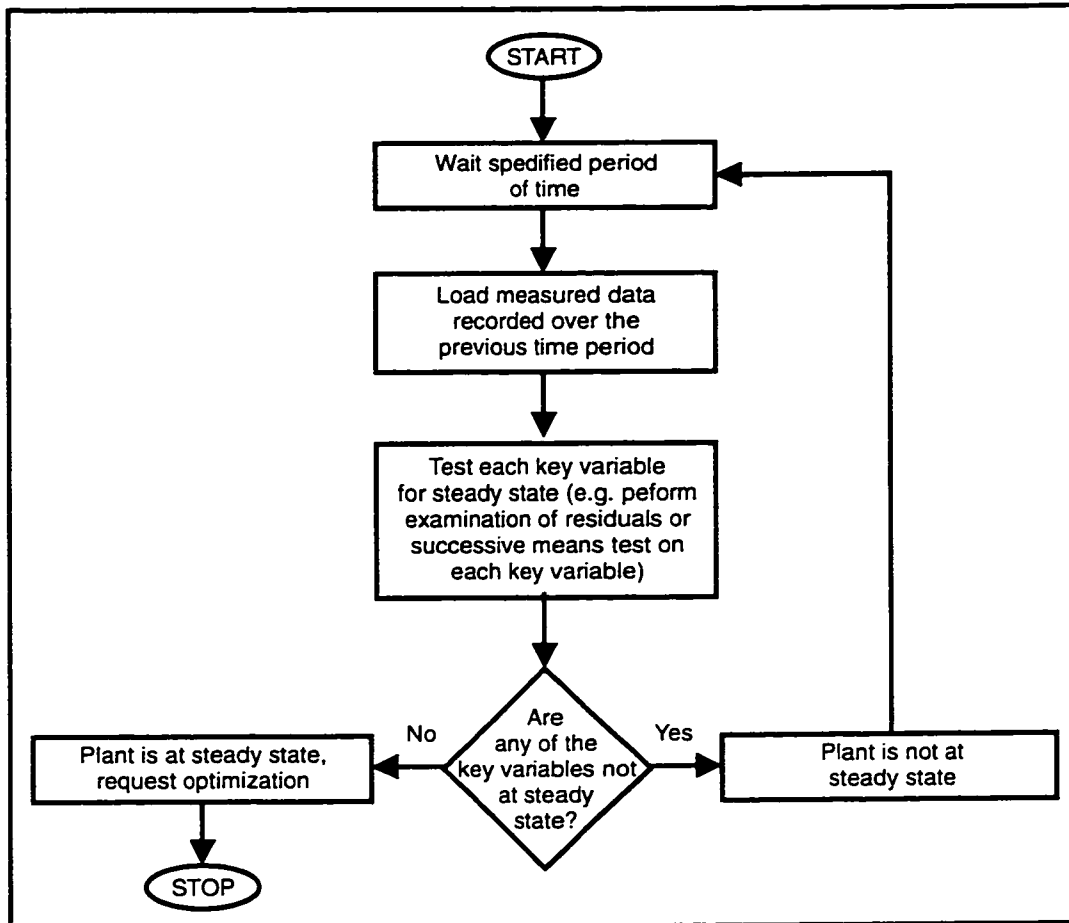 START
Wait spedified period
of time
Load measured data
recorded over the
previous time period
Test each key variable
for steady state (e.g. peform
examination of residuals or
successive means test on
each key variable)
Are
any of the
key variables not
at steady
state?
No
Yes
Plant is at steady state,
request optimization
Plant is not at
steady state
STOP